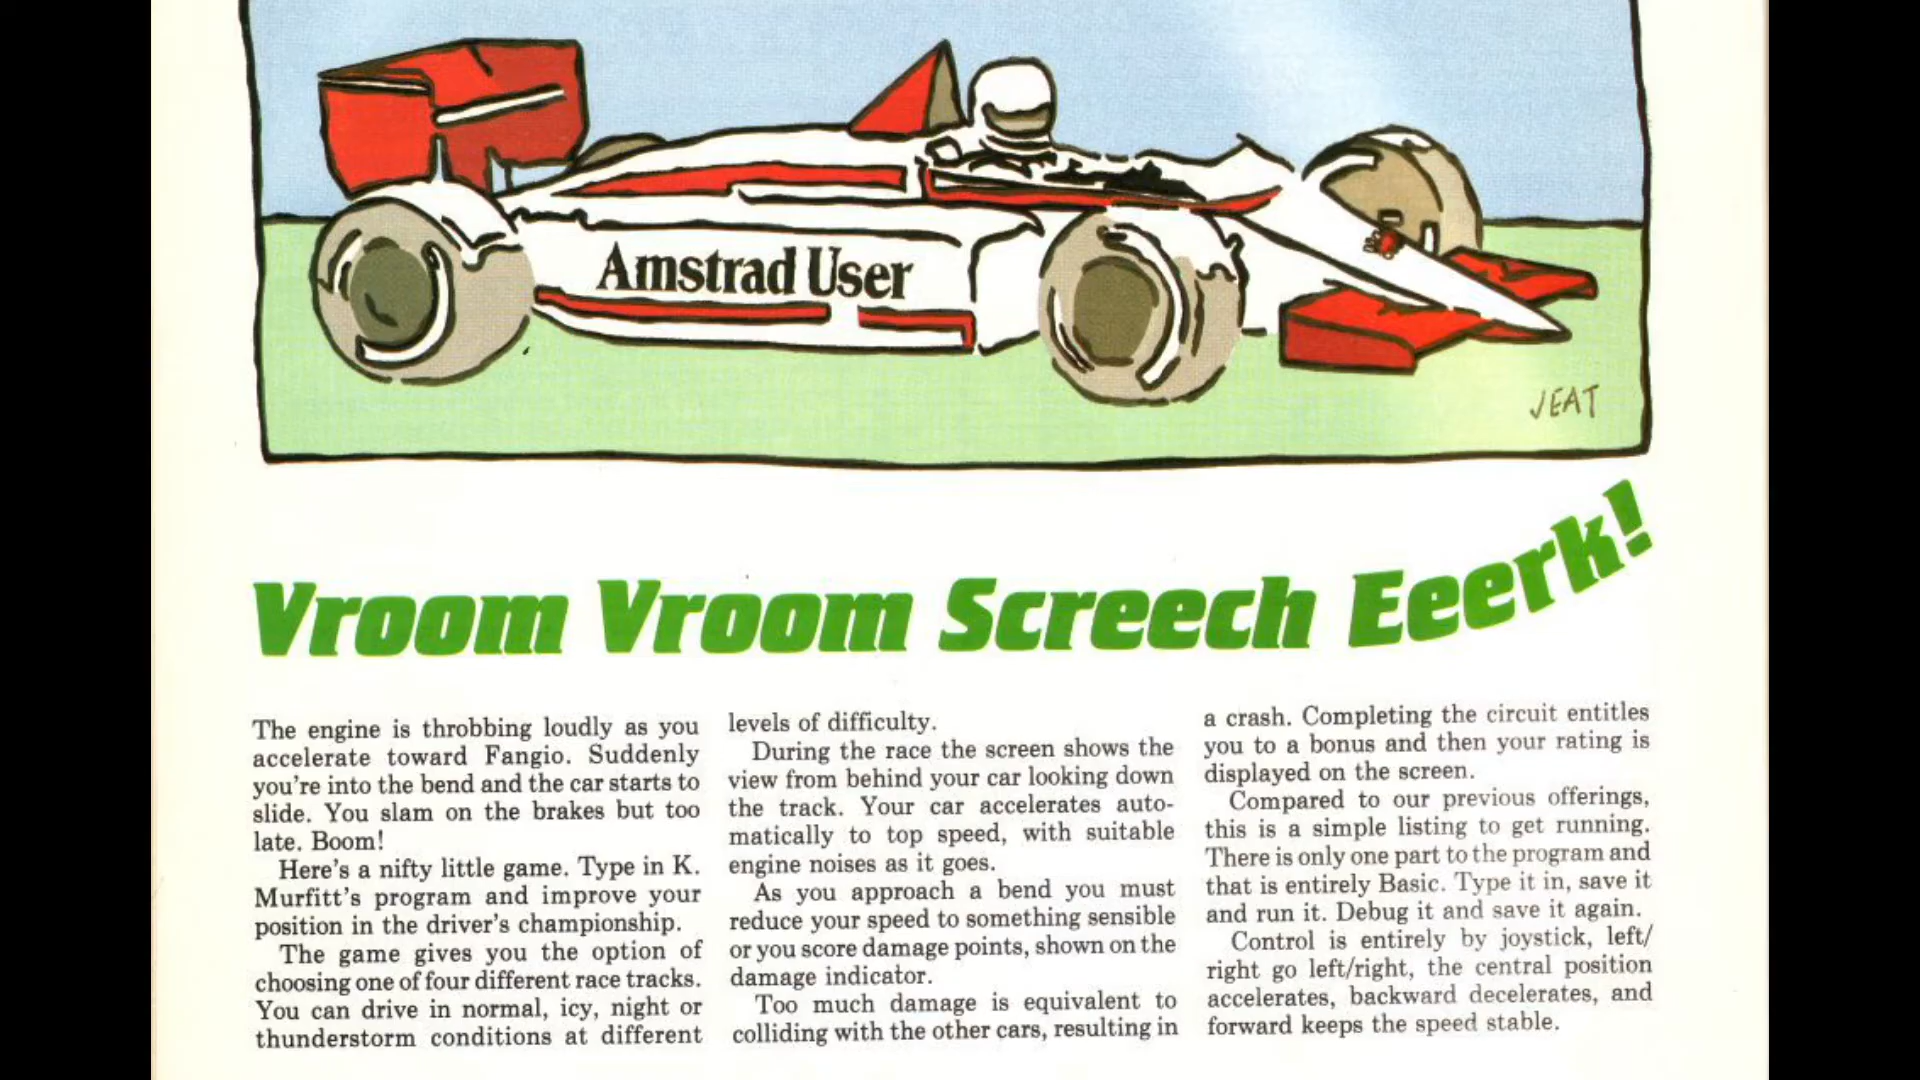 Amstrad User
JEAT
Vroom Vroom Screech Eeerk!
The engine is throbbing loudly as you
accelerate toward Fangio. Suddenly
you're into the bend and the car starts to
slide. You slam on the brakes but too
late. Boom!
Here's a nifty little game. Type in K.
Murfitt's program and improve your
position in the driver's championship.
The game gives you the option of
choosing one of four different race tracks.
You can drive in normal, icy, night or
thunderstorm conditions at different
levels of difficulty.
During the race the screen shows the
view from behind your car looking down
the track. Your car accelerates auto-
matically to top speed, with suitable
engine noises as it goes.
As you approach a bend you must
reduce your speed to something sensible
or you score damage points, shown on the
damage indicator.
Too much damage is equivalent to
colliding with the other cars, resulting in
a crash. Completing the circuit entitles
you to a bonus and then your rating is
displayed on the screen.
Compared to our previous offerings,
this is a simple listing to get running.
There is only one part to the program and
that is entirely Basic. Type it in, save it
and run it. Debug it and save it again.
Control is entirely by joystick, left/
right go left/right, the central position
accelerates, backward decelerates, and
forward keeps the speed stable.